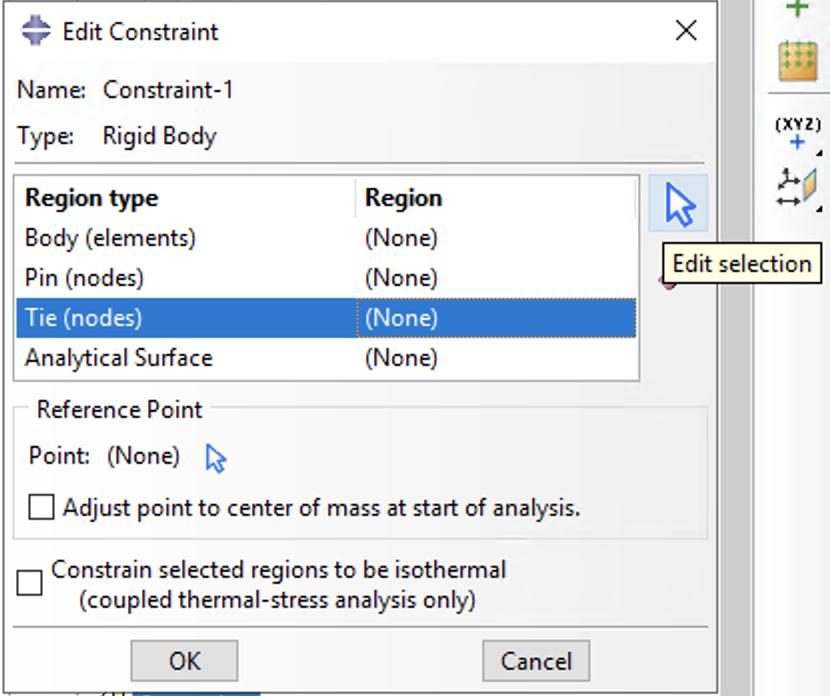 Edit Constraint
Name: Constraint-1
Type: Rigid Body
Region type Region
Body (elements) (None)
Pin (nodes) (None)
Tie (nodes) (None)
Analytical Surface (None)
Edit selection
Reference Point
Point: (None)
Adjust point to center of mass at start of analysis.
Constrain selected regions to be isothermal
(coupled thermal-stress analysis only)
OK Cancel
(XYZ)